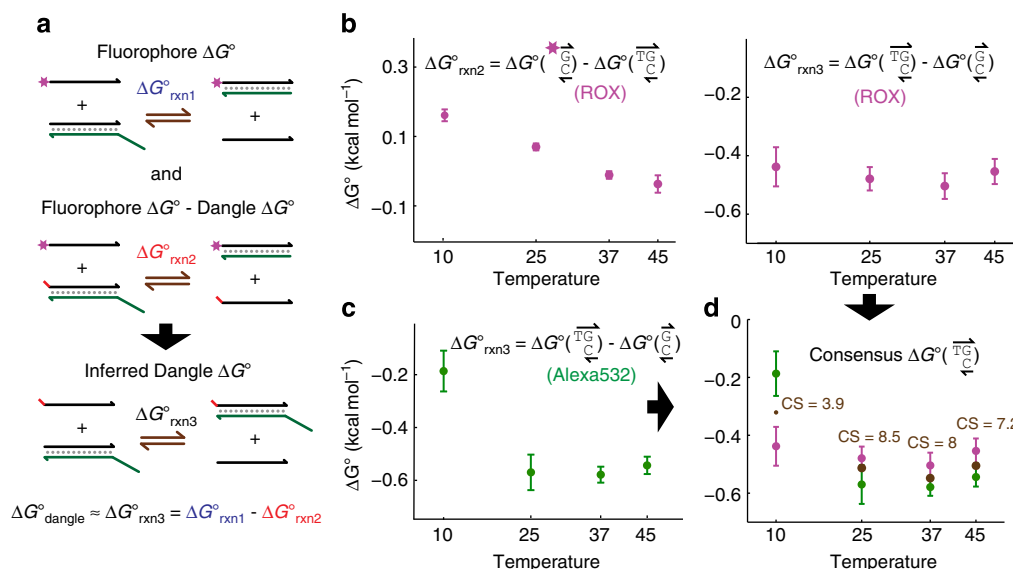 a
Fluorophore ΔG°
ΔG°rxn1
+
+
and
Fluorophore ΔG° - Dangle ΔG°
ΔG°rxn2
+
+
Inferred Dangle ΔG°
ΔG°rxn3
+
+
ΔG°dangle ≈ ΔG°rxn3 = ΔG°rxn1 - ΔG°rxn2
b
ΔG°rxn2 = ΔG°(G C) - ΔG°(TG C)
(ROX)
ΔG° (kcal mol−1)
0.3
0.1
−0.1
10
25
37
45
Temperature
ΔG°rxn3 = ΔG°(TG C) - ΔG°(G C)
(ROX)
−0.2
−0.4
−0.6
10
25
37
45
Temperature
c
ΔG°rxn3 = ΔG°(TG C) - ΔG°(G C)
(Alexa532)
ΔG° (kcal mol−1)
−0.2
−0.4
−0.6
10
25
37
45
Temperature
d
Consensus ΔG°(TG C)
0
−0.2
−0.4
−0.6
CS = 3.9
CS = 8.5
CS = 8
CS = 7.2
10
25
37
45
Temperature